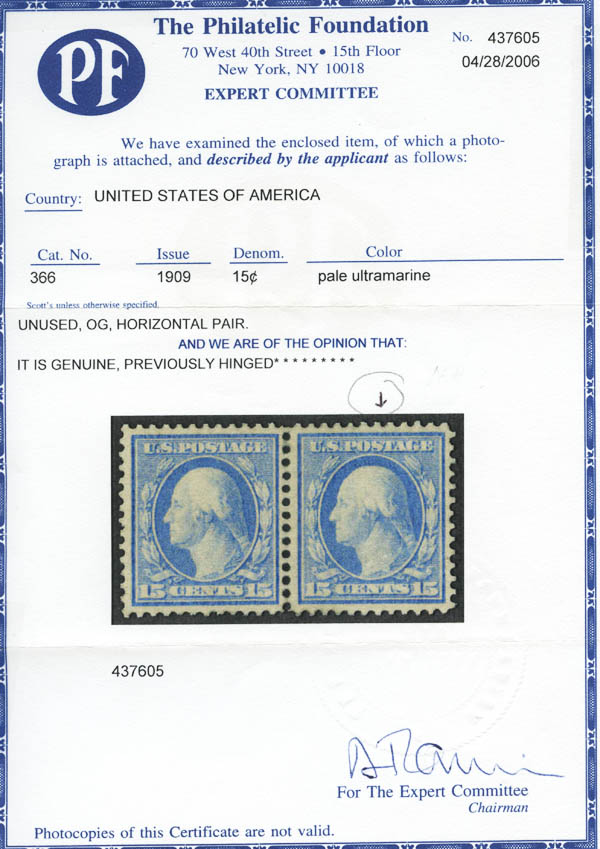 PF
The Philatelic Foundation
70 West 40th Street • 15th Floor
New York, NY 10018
EXPERT COMMITTEE
No. 437605
04/28/2006
We have examined the enclosed item, of which a photo-
graph is attached, and described by the applicant as follows:
Country: UNITED STATES OF AMERICA
Cat. No. Issue Denom. Color
366 1909 15¢ pale ultramarine
Scott's unless otherwise specified.
UNUSED, OG, HORIZONTAL PAIR.
AND WE ARE OF THE OPINION THAT:
IT IS GENUINE, PREVIOUSLY HINGED* * * * * * * * *
U.S. POSTAGE U.S. POSTAGE
15 CENTS 15 15 CENTS 15
437605
For The Expert Committee
Chairman
Photocopies of this Certificate are not valid.